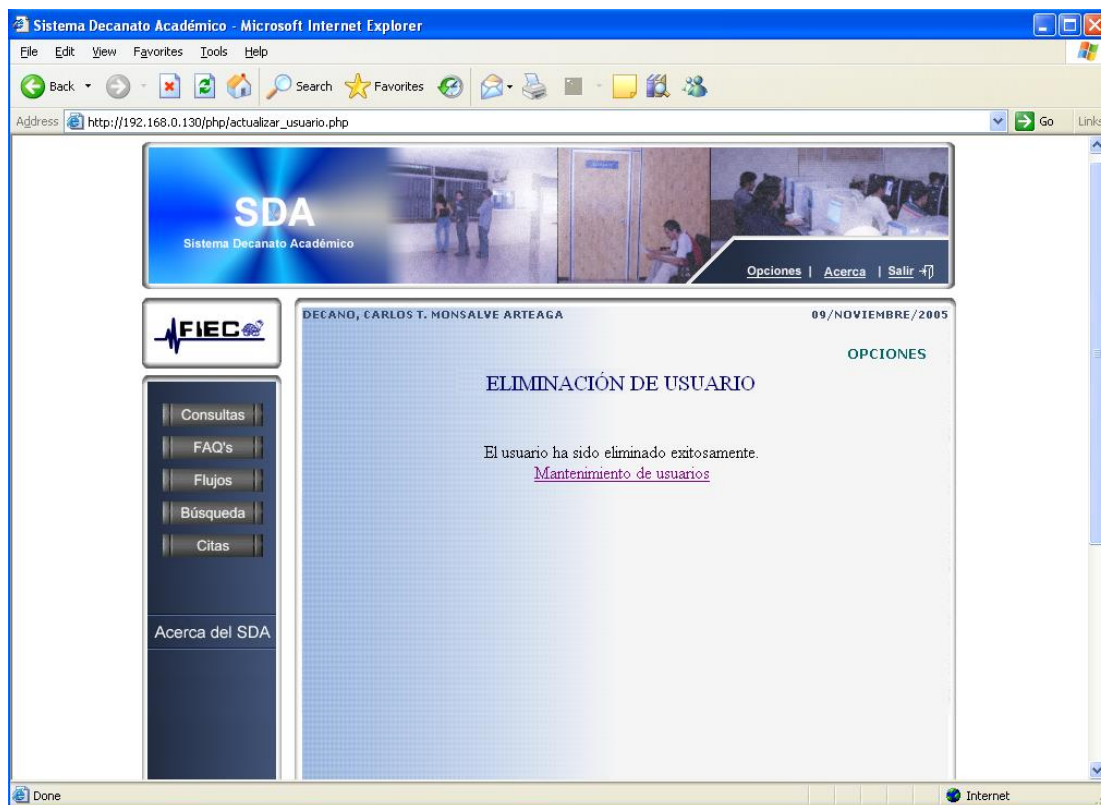 Sistema Decanato Académico - Microsoft Internet Explorer
File Edit View Favorites Tools Help
Back Search Favorites
Address http://192.168.0.130/php/actualizar_usuario.php Go Links
SDA
Sistema Decanato Académico
Opciones | Acerca | Salir
FIEC
DECANO, CARLOS T. MONSALVE ARTEAGA 09/NOVIEMBRE/2005
OPCIONES
ELIMINACIÓN DE USUARIO
El usuario ha sido eliminado exitosamente.
Mantenimiento de usuarios
Consultas
FAQ's
Flujos
Búsqueda
Citas
Acerca del SDA
Done Internet